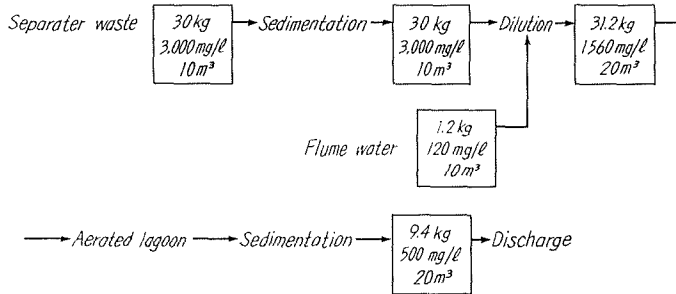 Separater waste
30 kg
3,000 mg/l
10 m³
Sedimentation
30 kg
3,000 mg/l
10 m³
Dilution
31.2 kg
1560 mg/l
20 m³
Flume water
1.2 kg
120 mg/l
10 m³
Aerated lagoon
Sedimentation
9.4 kg
500 mg/l
20 m³
Discharge